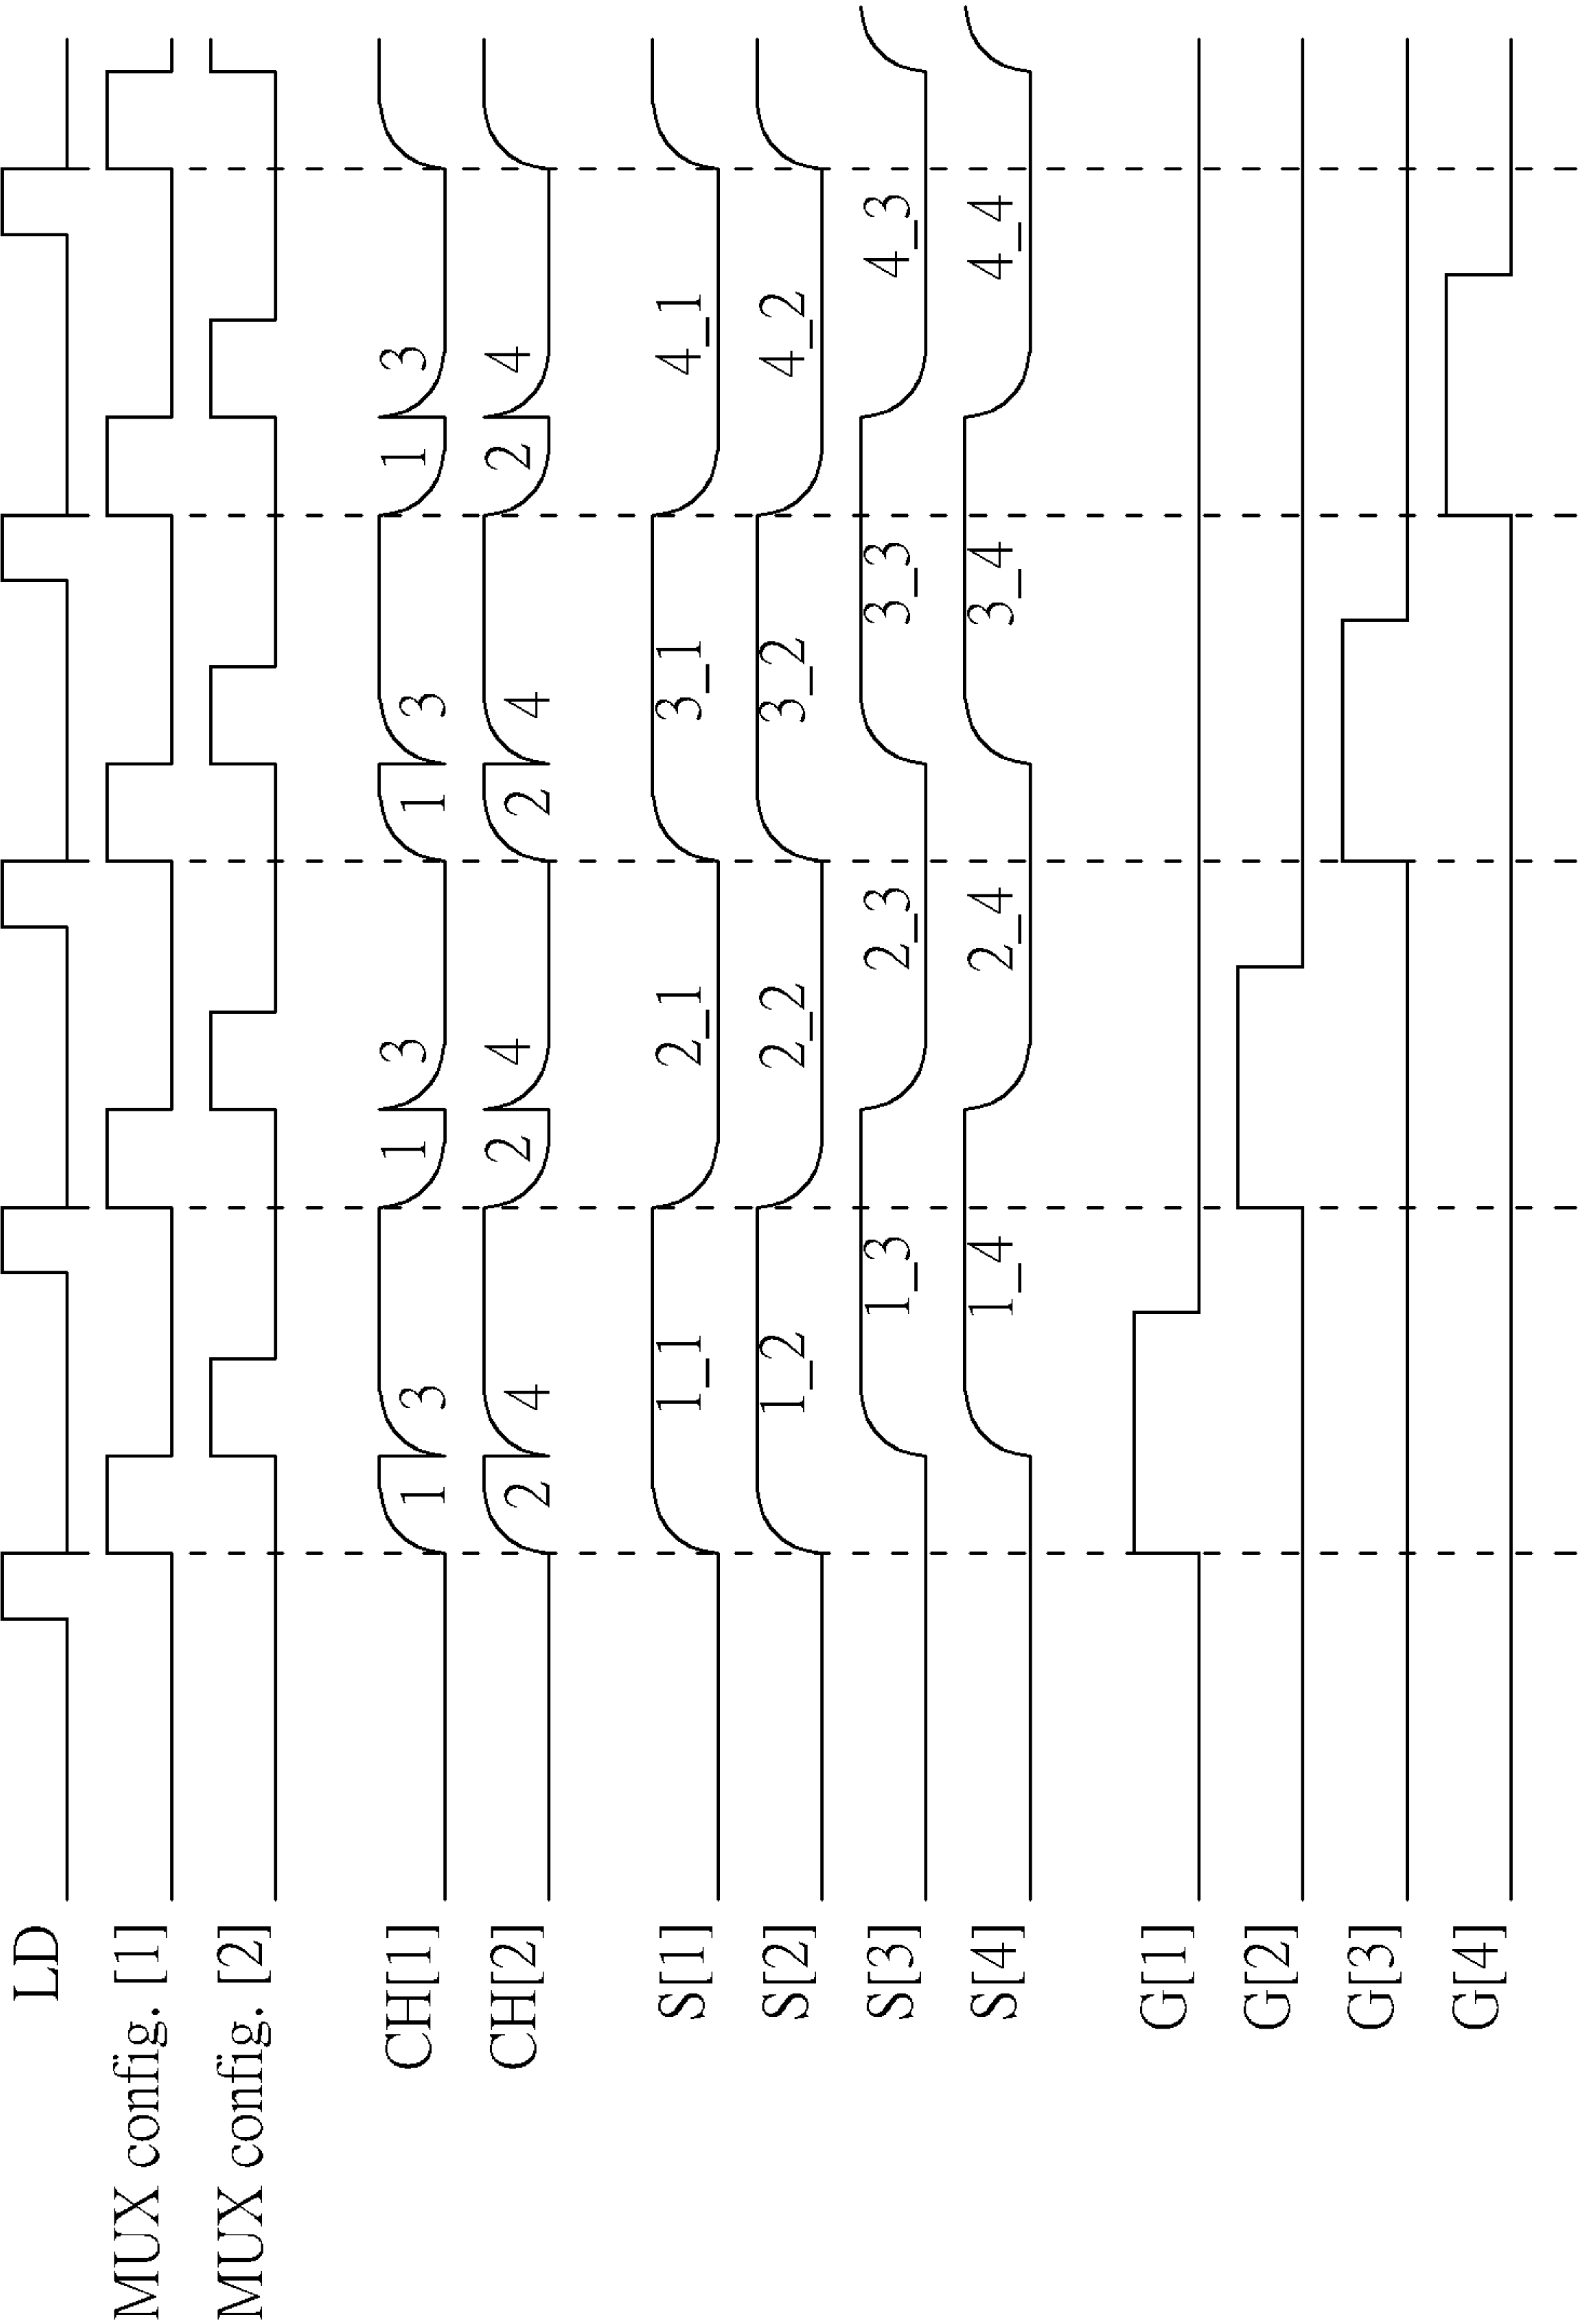 LD
MUX config. [1]
MUX config. [2]
CH[1] 1 3 1 3 1 3 1 3
CH[2] 2 4 2 4 2 4 2 4
S[1] 1_1 2_1 3_1 4_1
S[2] 1_2 2_2 3_2 4_2
S[3] 1_3 2_3 3_3 4_3
S[4] 1_4 2_4 3_4 4_4
G[1]
G[2]
G[3]
G[4]